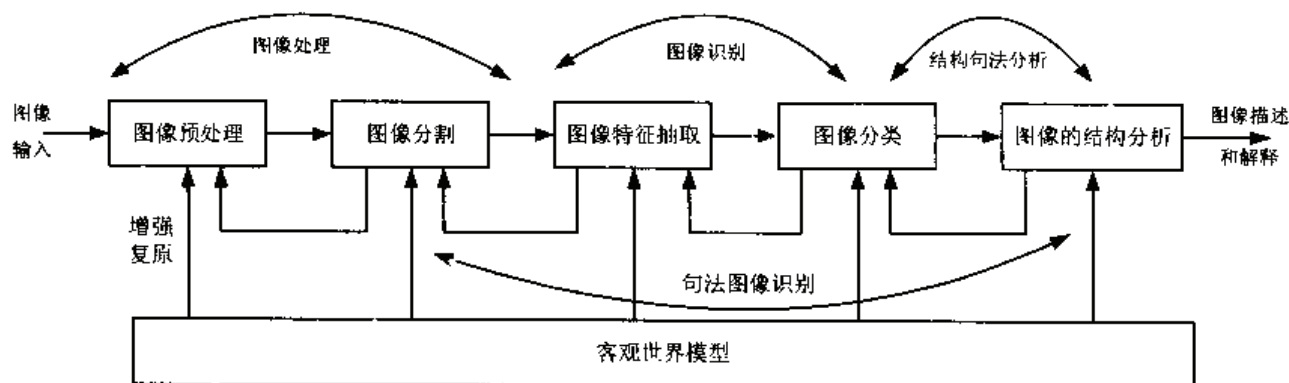 图像处理
图像识别
结构句法分析
图像
输入
图像预处理
图像分割
图像特征抽取
图像分类
图像的结构分析
图像描述
和解释
增强
复原
句法图像识别
客观世界模型